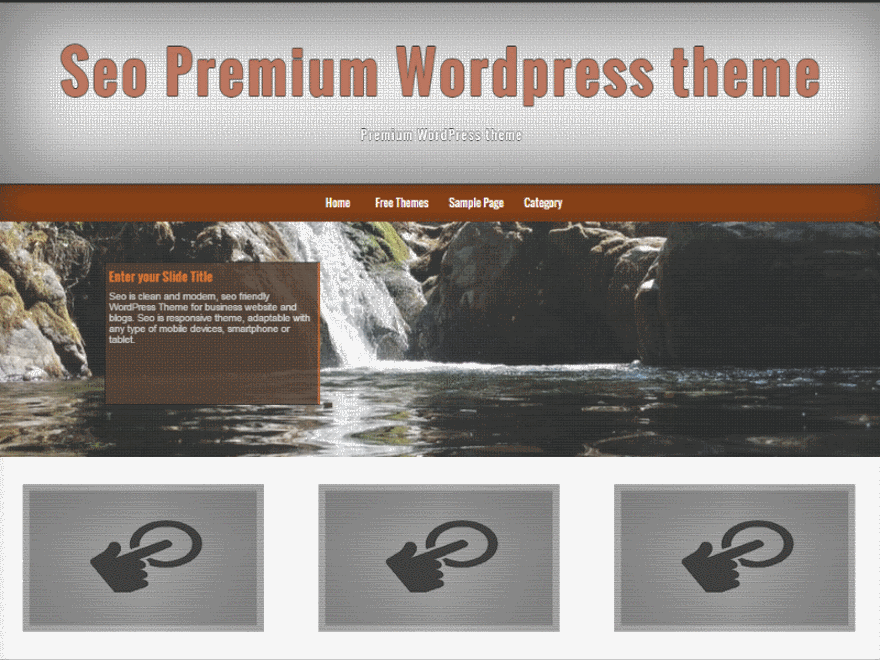 Seo Premium Wordpress theme
Premium WordPress theme
Home Free Themes Sample Page Category
Enter your Slide Title
Seo is clean and modern, seo friendly
WordPress Theme for business website and
blogs. Seo is responsive theme, adaptable with
any type of mobile devices, smartphone or
tablet.